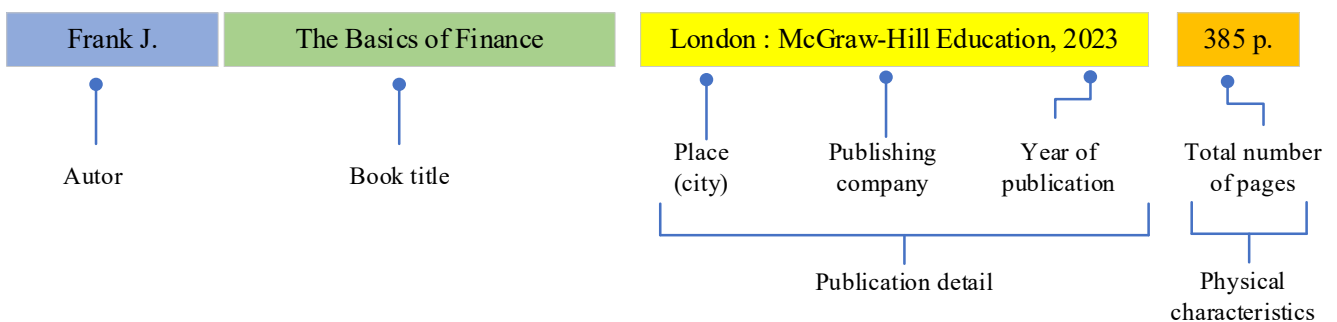 Frank J.
The Basics of Finance
London : McGraw-Hill Education, 2023
385 p.
Autor
Book title
Place
(city)
Publishing
company
Year of
publication
Total number
of pages
Publication detail
Physical
characteristics